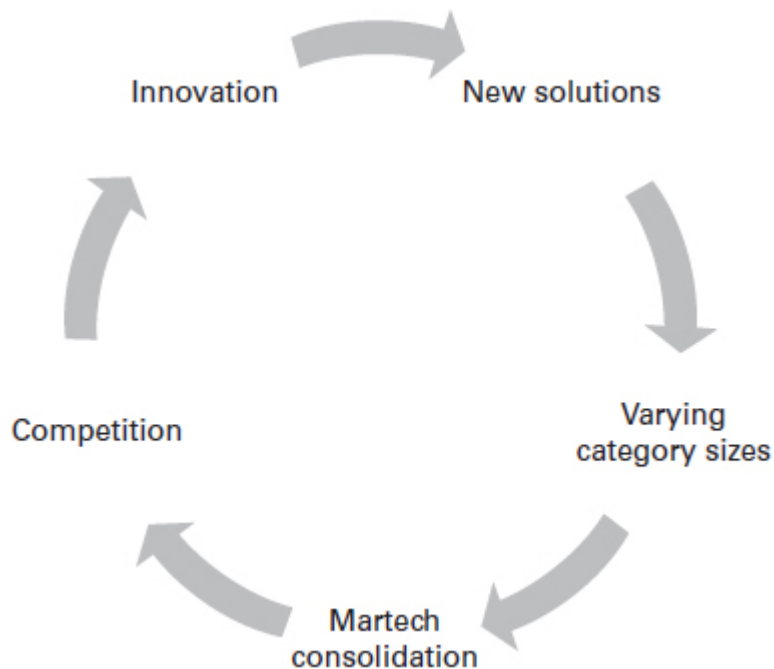 Innovation
New solutions
Varying
category sizes
Martech
consolidation
Competition